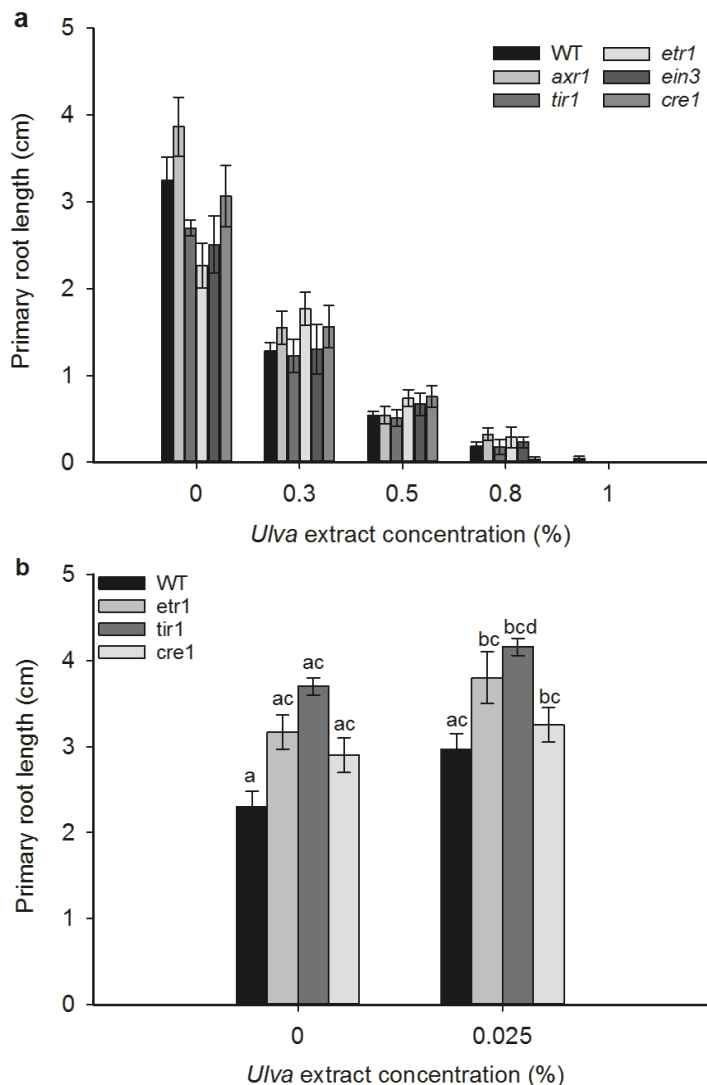 a
5
4
3
2
1
0
Primary root length (cm)
WT
axr1
tir1
etr1
ein3
cre1
0 0.3 0.5 0.8 1
Ulva extract concentration (%)
b
5
4
3
2
1
0
Primary root length (cm)
WT
etr1
tir1
cre1
a
ac
ac
ac
ac
bc
bcd
bc
0 0.025
Ulva extract concentration (%)